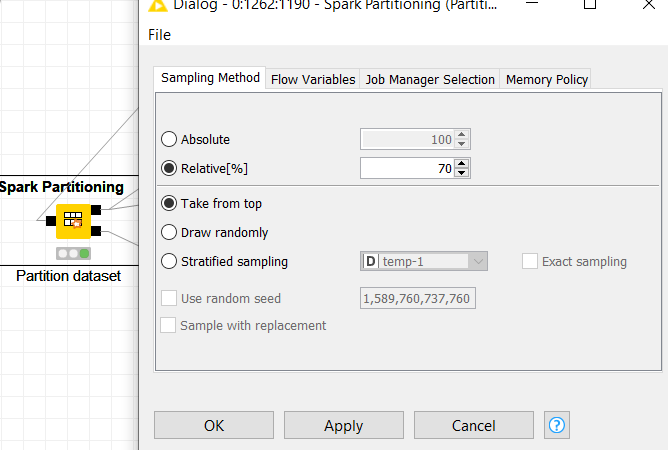 Dialog - 0:1262:1190 - Spark Partitioning (Partiti...
File
Sampling Method Flow Variables Job Manager Selection Memory Policy
Absolute 100
Relative[%] 70
Take from top
Draw randomly
Stratified sampling D temp-1 Exact sampling
Use random seed 1,589,760,737,760
Sample with replacement
OK Apply Cancel ?
Spark Partitioning
Partition dataset